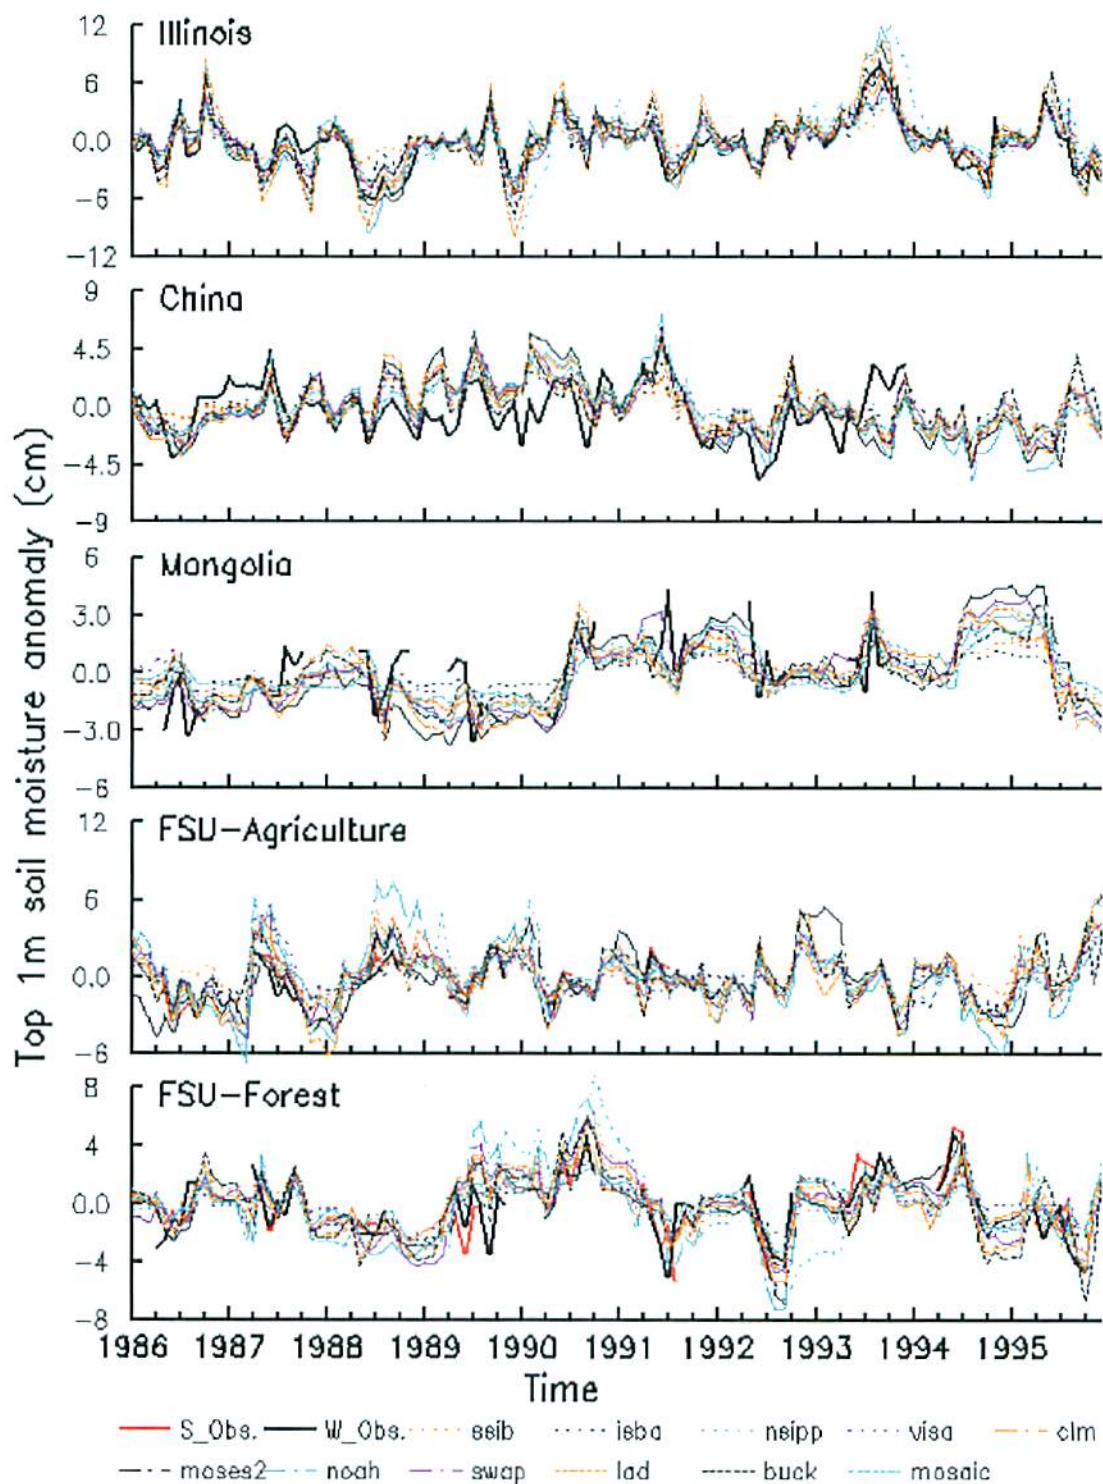 Top 1m soil moisture anomaly (cm)
Illinois
12
6
0.0
−6
−12
China
9
4.5
0.0
−4.5
−9
Mongolia
6
3.0
0.0
−3.0
−6
FSU−Agriculture
12
6
0.0
−6
FSU−Forest
8
4
0.0
−4
−8
1986 1987 1988 1989 1990 1991 1992 1993 1994 1995
Time
S_Obs. W_Obs. ssib isba nsipp visa clm
moses2 noah swap lad buck mosaic